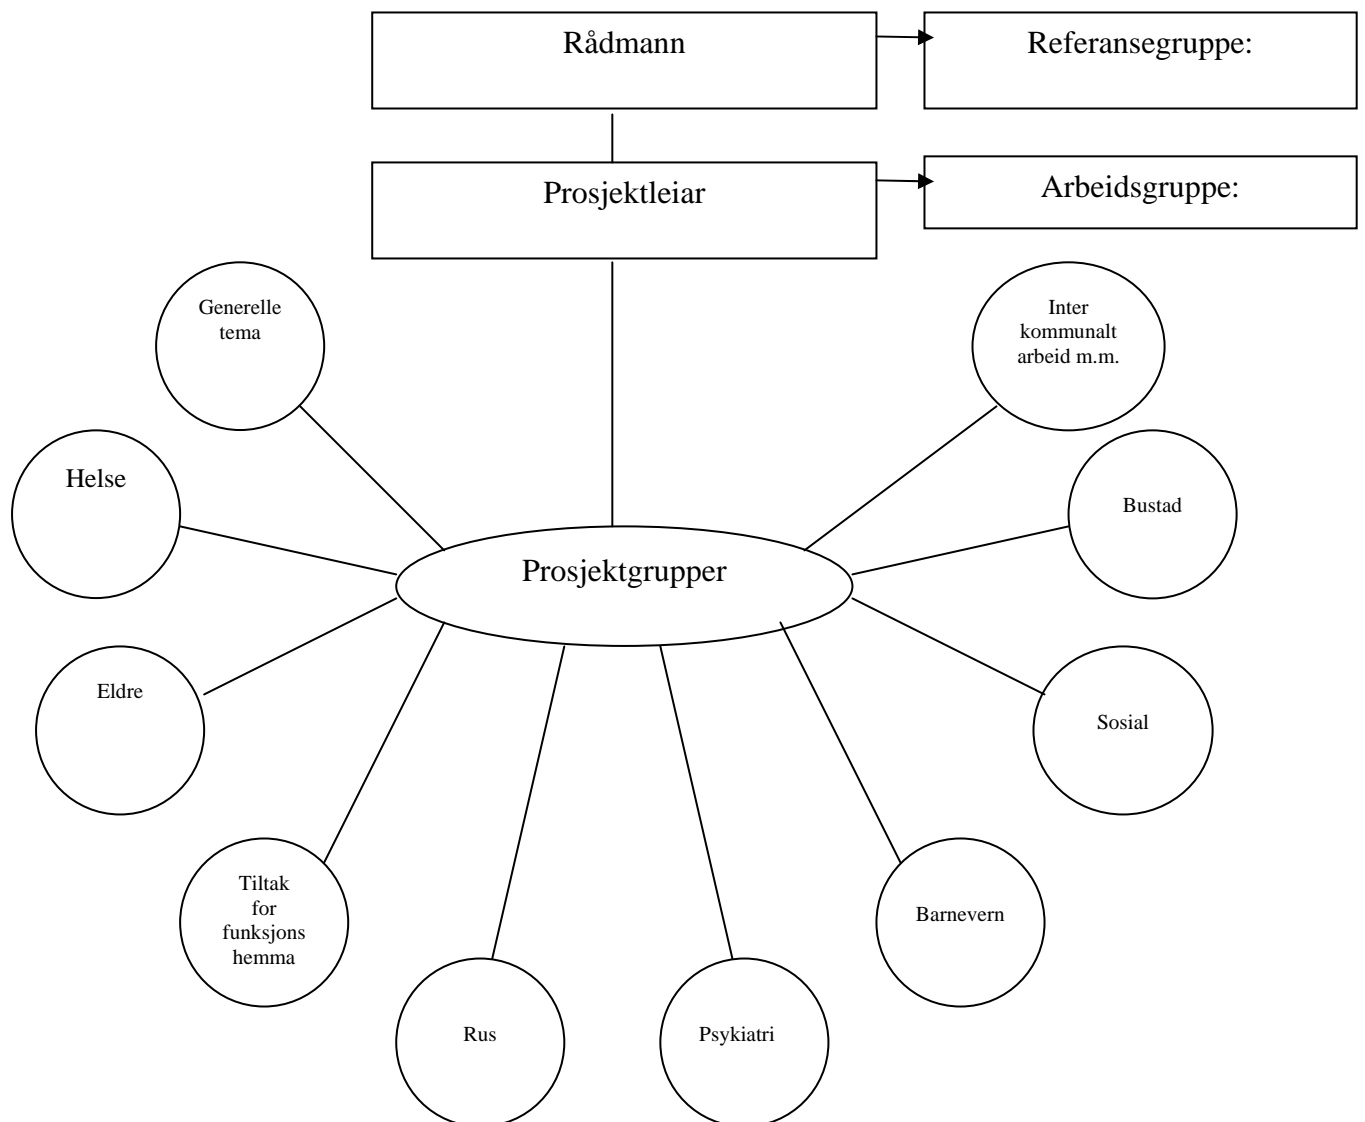 Rådmann
Referansegruppe:
Prosjektleiar
Arbeidsgruppe:
Generelle
tema
Inter
kommunalt
arbeid m.m.
Helse
Bustad
Prosjektgrupper
Eldre
Sosial
Tiltak
for
funksjons
hemma
Barnevern
Rus
Psykiatri